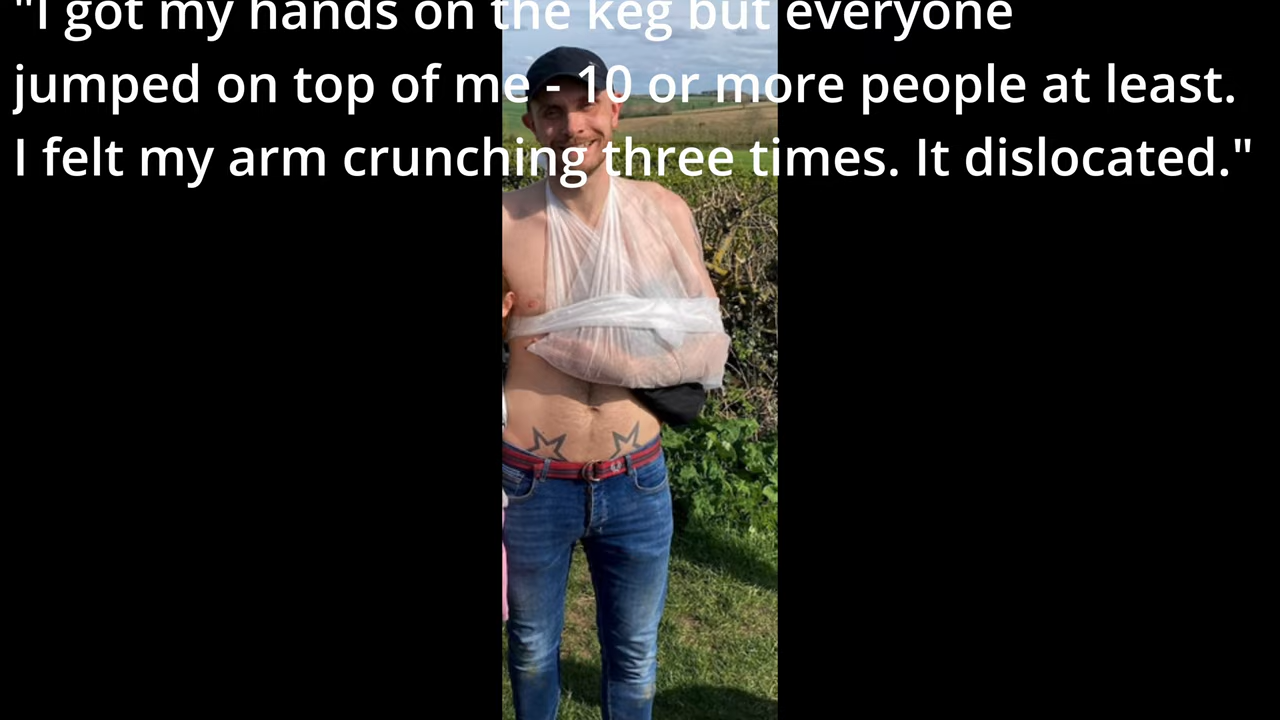 "I got my hands on the keg but everyone
jumped on top of me - 10 or more people at least.
I felt my arm crunching three times. It dislocated."